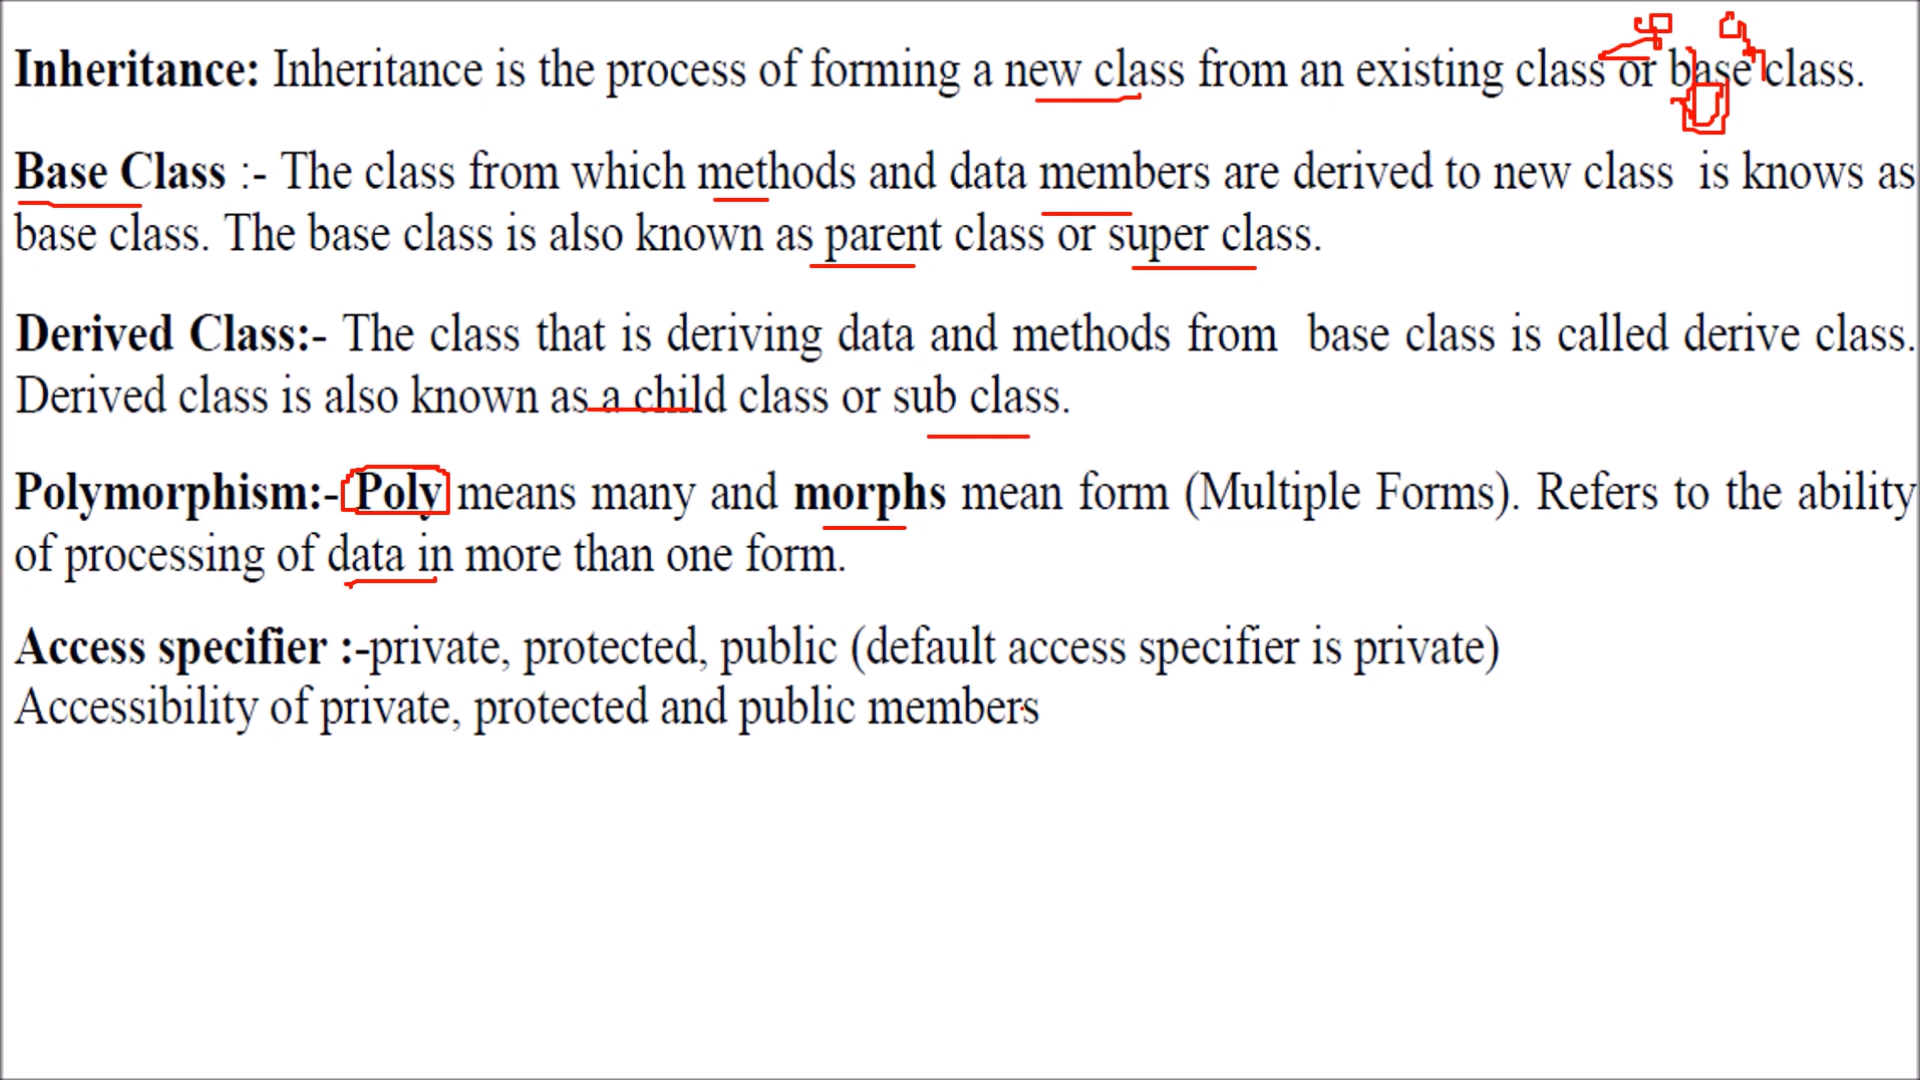 Inheritance: Inheritance is the process of forming a new class from an existing class or base class.
Base Class :- The class from which methods and data members are derived to new class is knows as
base class. The base class is also known as parent class or super class.
Derived Class:- The class that is deriving data and methods from base class is called derive class.
Derived class is also known as a child class or sub class.
Polymorphism:- Poly means many and morphs mean form (Multiple Forms). Refers to the ability
of processing of data in more than one form.
Access specifier :-private, protected, public (default access specifier is private)
Accessibility of private, protected and public members